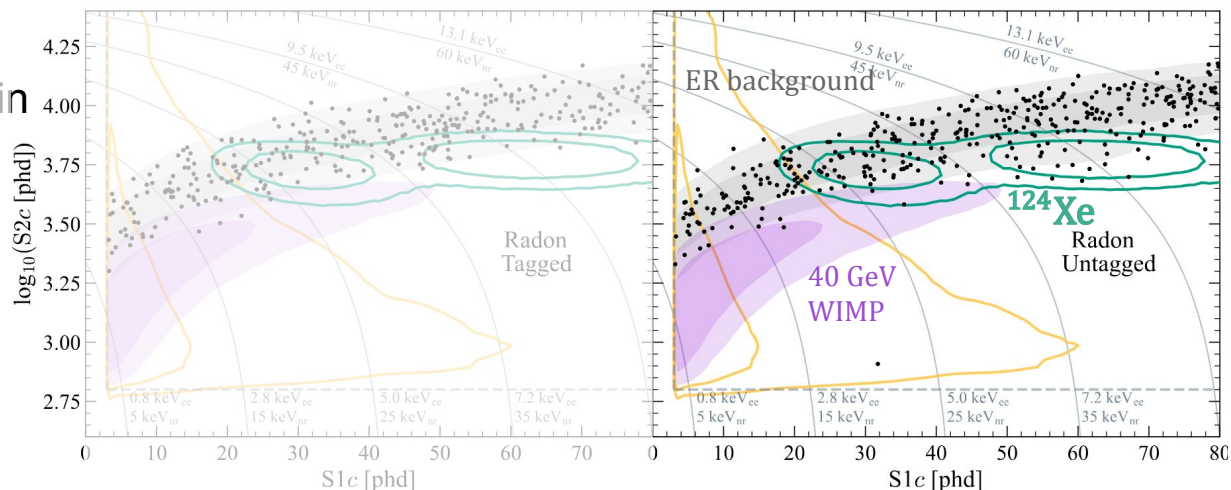 in
log₁₀(S2c [phd])
4.25
4.00
3.75
3.50
3.25
3.00
2.75
9.5 keVₑₑ
45 keVₙᵣ
13.1 keVₑₑ
60 keVₙᵣ
Radon
Tagged
0.8 keVₑₑ
5 keVₙᵣ
2.8 keVₑₑ
15 keVₙᵣ
5.0 keVₑₑ
25 keVₙᵣ
7.2 keVₑₑ
35 keVₙᵣ
0 10 20 30 40 50 60 70
S1c [phd]
ER background
9.5 keVₑₑ
45 keVₙᵣ
13.1 keVₑₑ
60 keVₙᵣ
¹²⁴Xe
Radon
Untagged
40 GeV
WIMP
0.8 keVₑₑ
5 keVₙᵣ
2.8 keVₑₑ
15 keVₙᵣ
5.0 keVₑₑ
25 keVₙᵣ
7.2 keVₑₑ
35 keVₙᵣ
0 10 20 30 40 50 60 70 80
S1c [phd]